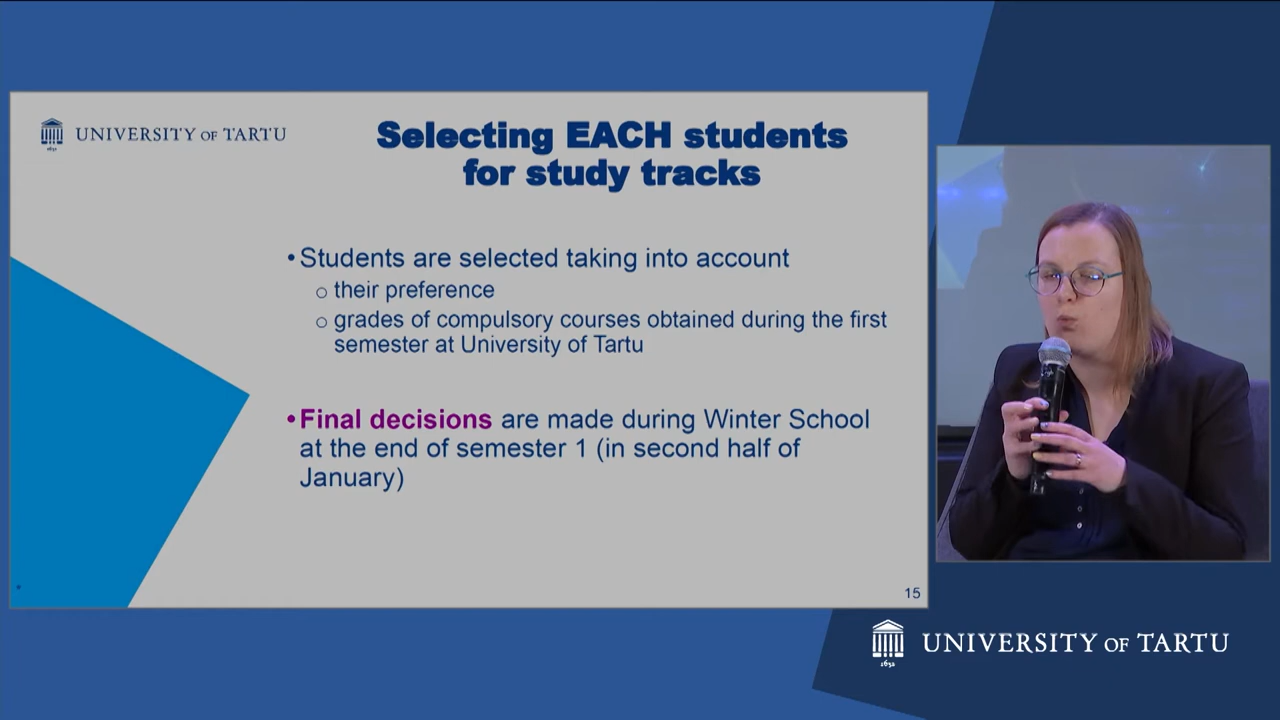 UNIVERSITY OF TARTU
1632
Selecting EACH students
for study tracks
• Students are selected taking into account
o their preference
o grades of compulsory courses obtained during the first
semester at University of Tartu
• Final decisions are made during Winter School
at the end of semester 1 (in second half of
January)
15
UNIVERSITY OF TARTU
1632